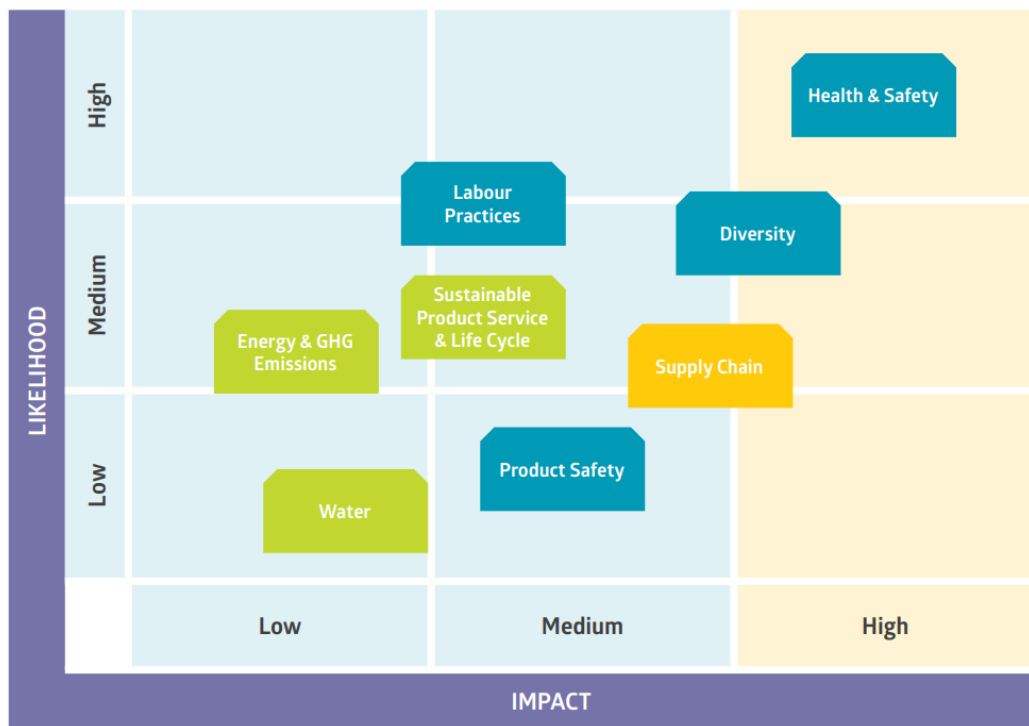 LIKELIHOOD
High
Medium
Low
Health & Safety
Labour
Practices
Diversity
Sustainable
Product Service
& Life Cycle
Energy & GHG
Emissions
Supply Chain
Product Safety
Water
Low
Medium
High
IMPACT